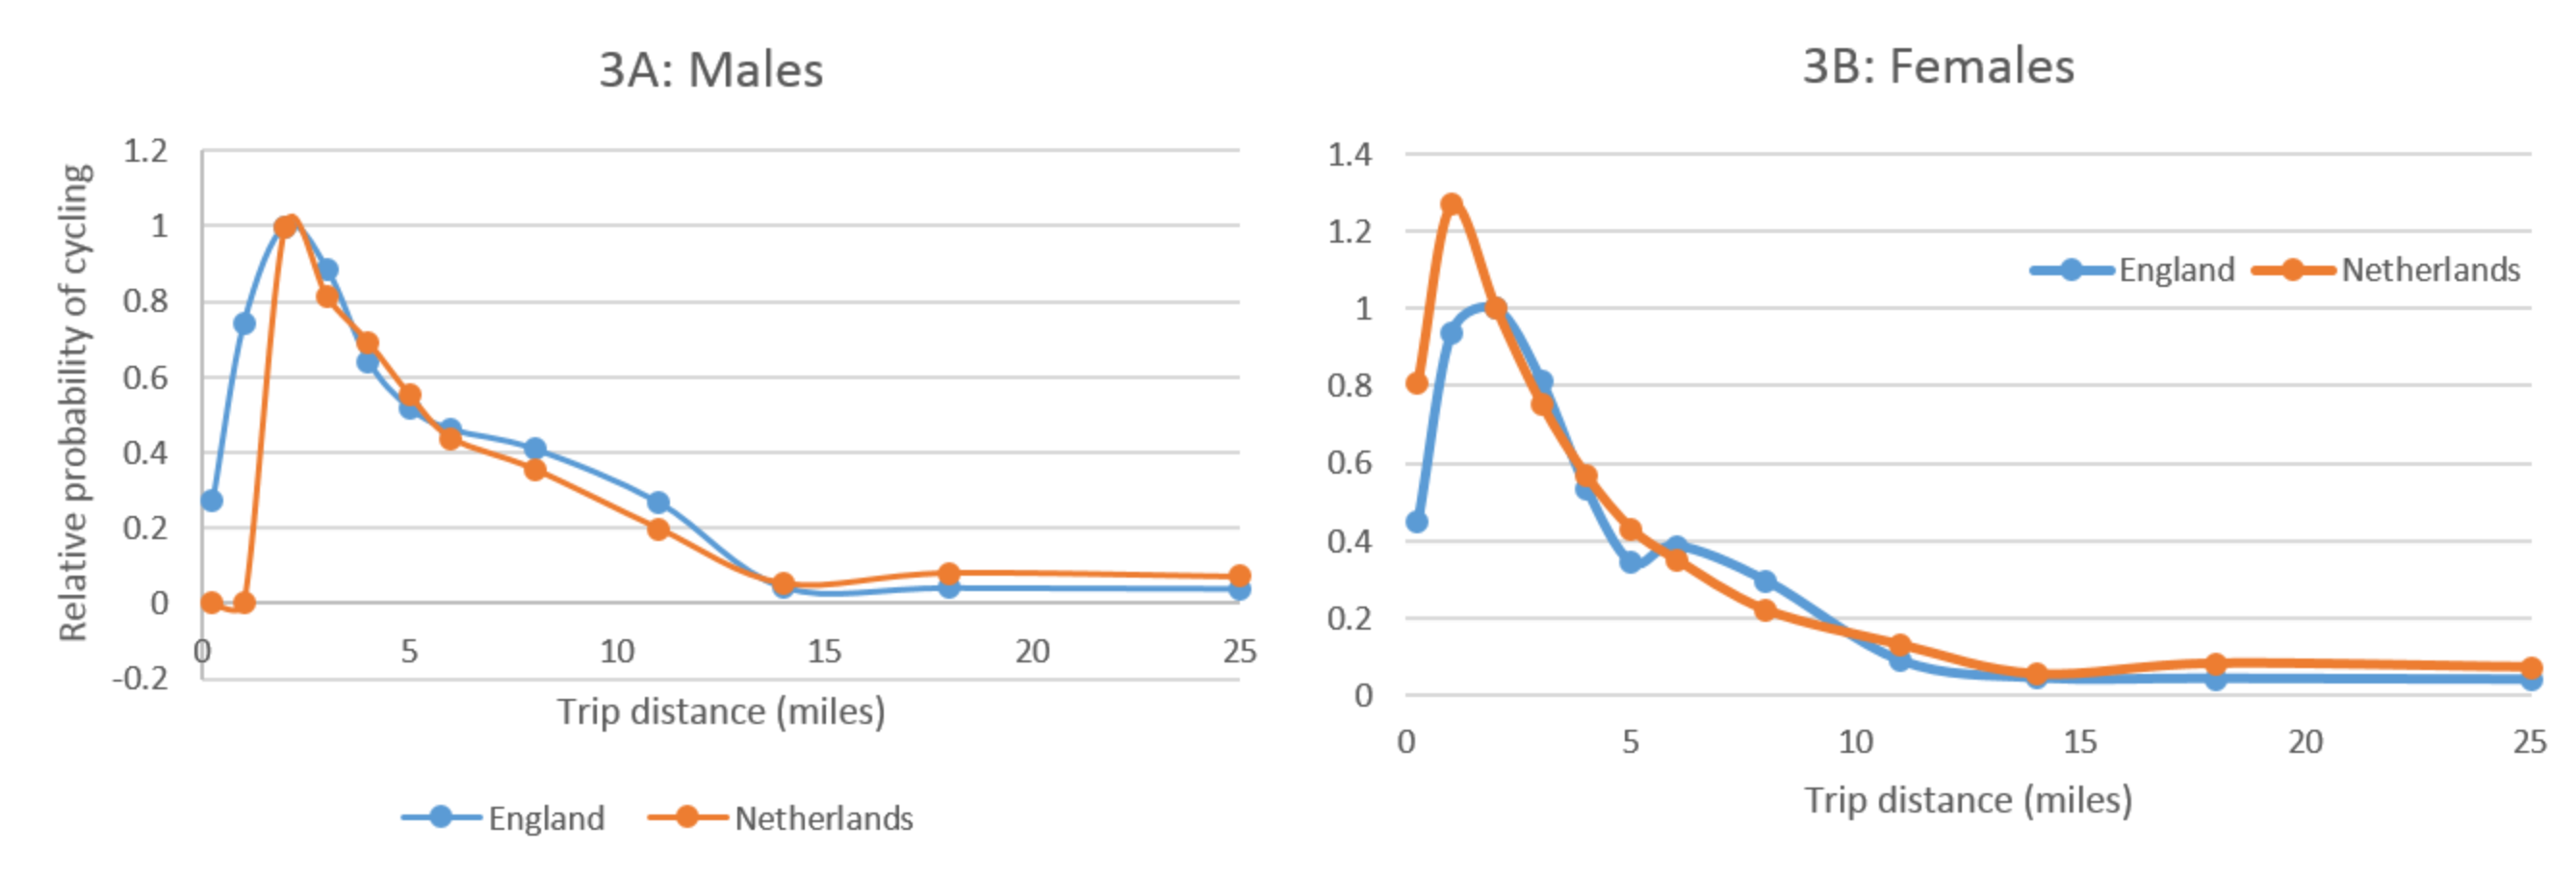 3A: Males
Relative probability of cycling
1.2
1
0.8
0.6
0.4
0.2
0
-0.2
0 5 10 15 20 25
Trip distance (miles)
England Netherlands
3B: Females
1.4
1.2
1
0.8
0.6
0.4
0.2
0
England Netherlands
0 5 10 15 20 25
Trip distance (miles)